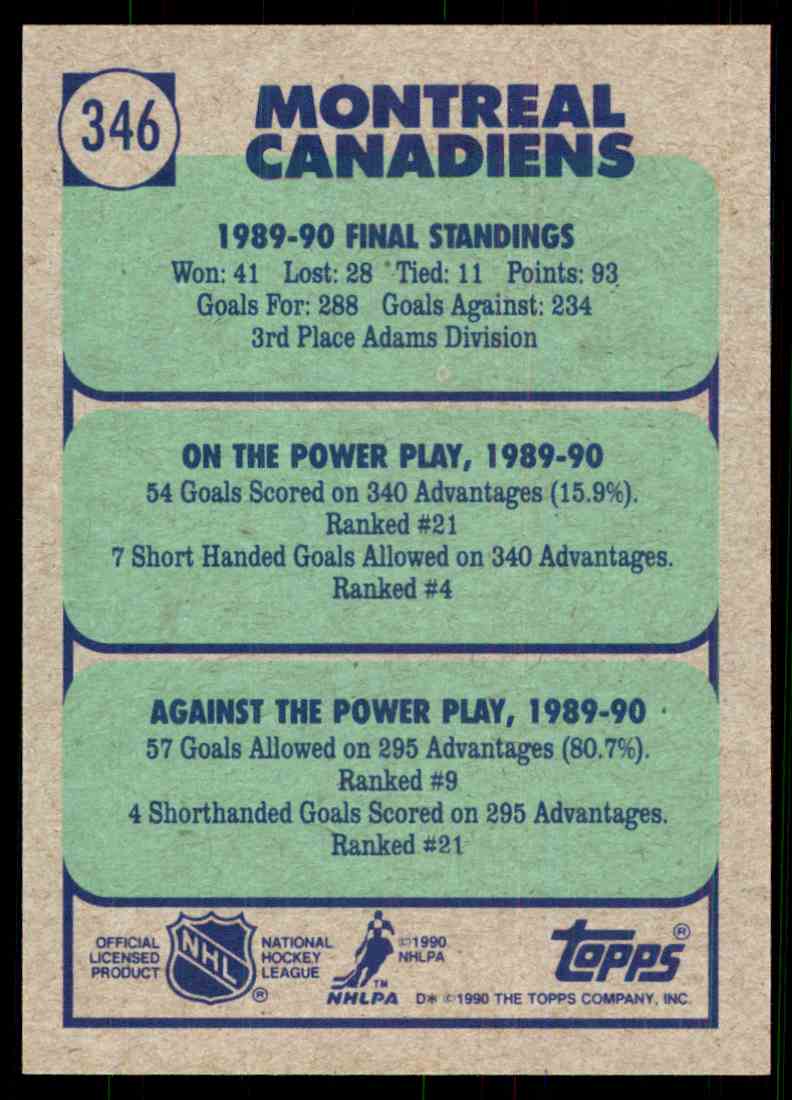 346
MONTREAL
CANADIENS
1989-90 FINAL STANDINGS
Won: 41 Lost: 28 Tied: 11 Points: 93
Goals For: 288 Goals Against: 234
3rd Place Adams Division
ON THE POWER PLAY, 1989-90
54 Goals Scored on 340 Advantages (15.9%).
Ranked #21
7 Short Handed Goals Allowed on 340 Advantages.
Ranked #4
AGAINST THE POWER PLAY, 1989-90
57 Goals Allowed on 295 Advantages (80.7%).
Ranked #9
4 Shorthanded Goals Scored on 295 Advantages.
Ranked #21
OFFICIAL
LICENSED
PRODUCT
NHL
®
NATIONAL
HOCKEY
LEAGUE
TM
NHLPA
©1990
NHLPA
TOPPS®
D* ©1990 THE TOPPS COMPANY, INC.